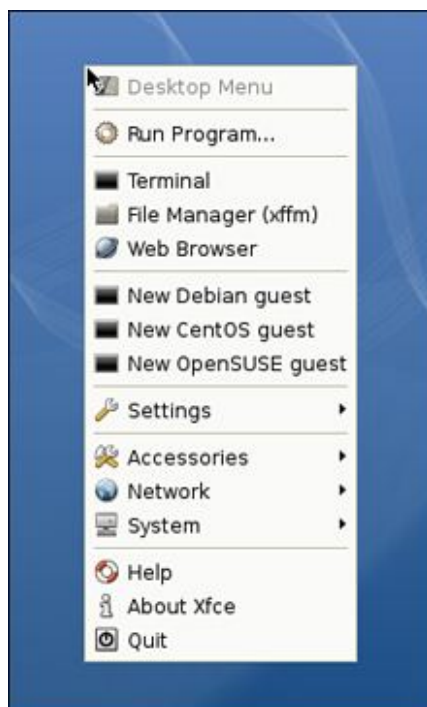 Desktop Menu
Run Program...
Terminal
File Manager (xffm)
Web Browser
New Debian guest
New CentOS guest
New OpenSUSE guest
Settings
Accessories
Network
System
Help
About Xfce
Quit